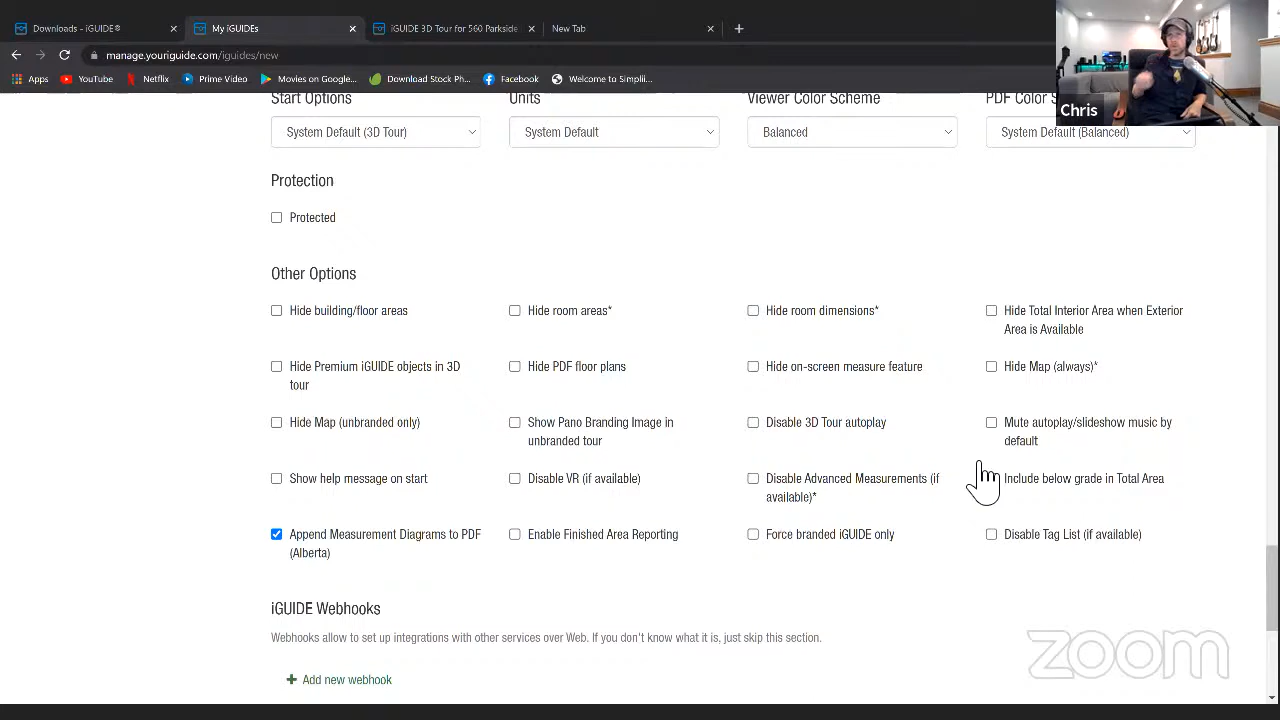 Downloads - iGUIDE®
My iGUIDEs
iGUIDE 3D Tour for 560 Parkside
New Tab
manage.youriguide.com/iguides/new
Apps
YouTube
Netflix
Prime Video
Movies on Google...
Download Stock Ph...
Facebook
Welcome to Simplii...
Chris
Start Options
Units
Viewer Color Scheme
PDF Color S
System Default (3D Tour)
System Default
Balanced
System Default (Balanced)
Protection
Protected
Other Options
Hide building/floor areas
Hide room areas*
Hide room dimensions*
Hide Total Interior Area when Exterior
Area is Available
Hide Premium iGUIDE objects in 3D
tour
Hide PDF floor plans
Hide on-screen measure feature
Hide Map (always)*
Hide Map (unbranded only)
Show Pano Branding Image in
unbranded tour
Disable 3D Tour autoplay
Mute autoplay/slideshow music by
default
Show help message on start
Disable VR (if available)
Disable Advanced Measurements (if
available)*
Include below grade in Total Area
Append Measurement Diagrams to PDF
(Alberta)
Enable Finished Area Reporting
Force branded iGUIDE only
Disable Tag List (if available)
iGUIDE Webhooks
Webhooks allow to set up integrations with other services over Web. If you don't know what it is, just skip this section.
Add new webhook
zoom